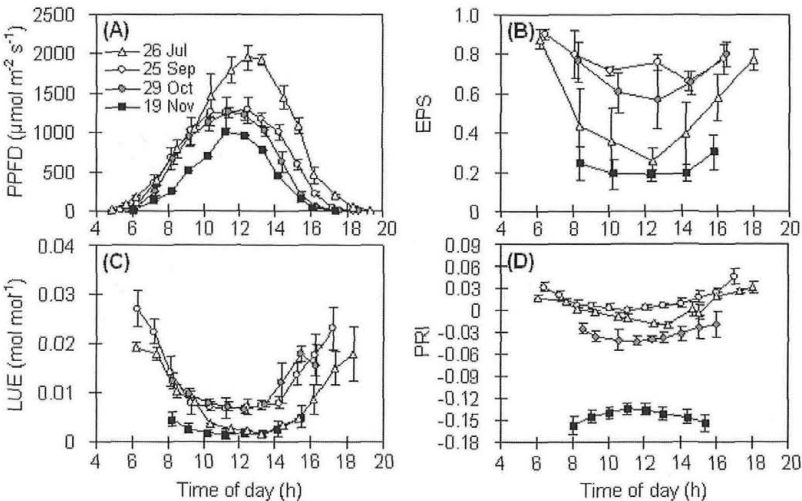 (A)
26 Jul
25 Sep
29 Oct
19 Nov
PPFD (µmol m⁻² s⁻¹)
2500
2000
1500
1000
500
0
4 6 8 10 12 14 16 18 20
(B)
EPS
1.0
0.8
0.6
0.4
0.2
0
4 6 8 10 12 14 16 18 20
(C)
LUE (mol mol⁻¹)
0.04
0.03
0.02
0.01
0
4 6 8 10 12 14 16 18 20
Time of day (h)
(D)
PRI
0.09
0.06
0.03
0
-0.03
-0.06
-0.09
-0.12
-0.15
-0.18
4 6 8 10 12 14 16 18 20
Time of day (h)